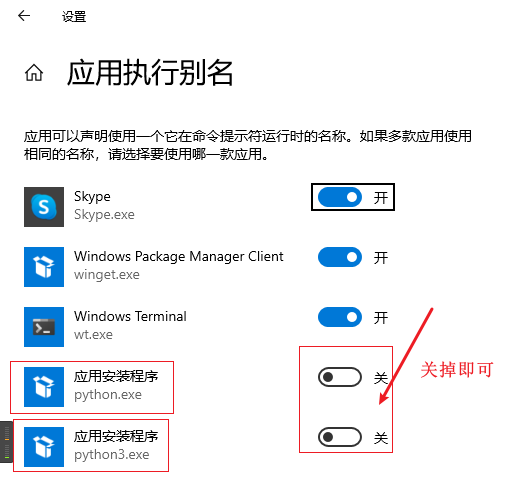 设置
应用执行别名
应用可以声明使用一个它在命令提示符运行时的名称。如果多款应用使用
相同的名称，请选择要使用哪一款应用。
Skype
Skype.exe
开
Windows Package Manager Client
winget.exe
开
Windows Terminal
wt.exe
开
应用安装程序
python.exe
关
关掉即可
应用安装程序
python3.exe
关